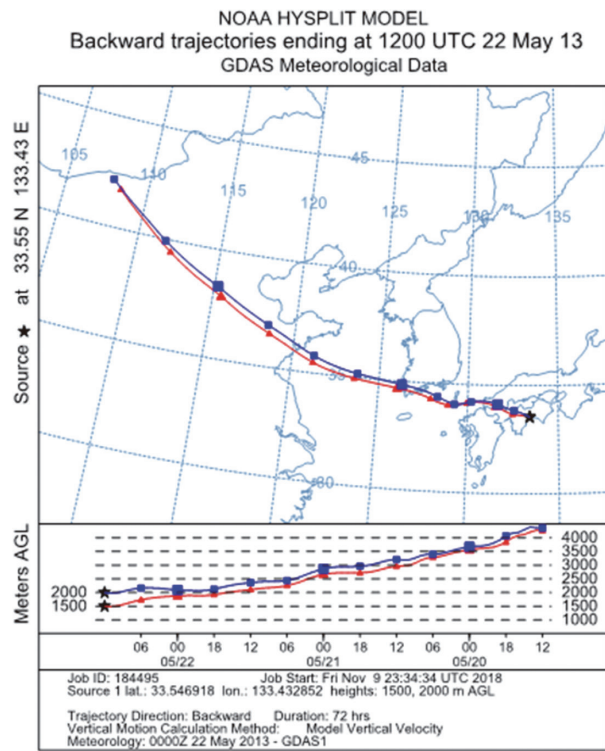 NOAA HYSPLIT MODEL
Backward trajectories ending at 1200 UTC 22 May 13
GDAS Meteorological Data
Source ★ at 33.55 N 133.43 E
105
110
115
120
125
130
135
45
40
35
30
Meters AGL
2000
1500
4000
3500
3000
2500
2000
1500
1000
06 00 18 12 06 00 18 12 06 00 18 12
05/22 05/21 05/20
Job ID: 184495 Job Start: Fri Nov 9 23:34:34 UTC 2018
Source 1 lat.: 33.546918 lon.: 133.432852 heights: 1500, 2000 m AGL
Trajectory Direction: Backward Duration: 72 hrs
Vertical Motion Calculation Method: Model Vertical Velocity
Meteorology: 0000Z 22 May 2013 - GDAS1